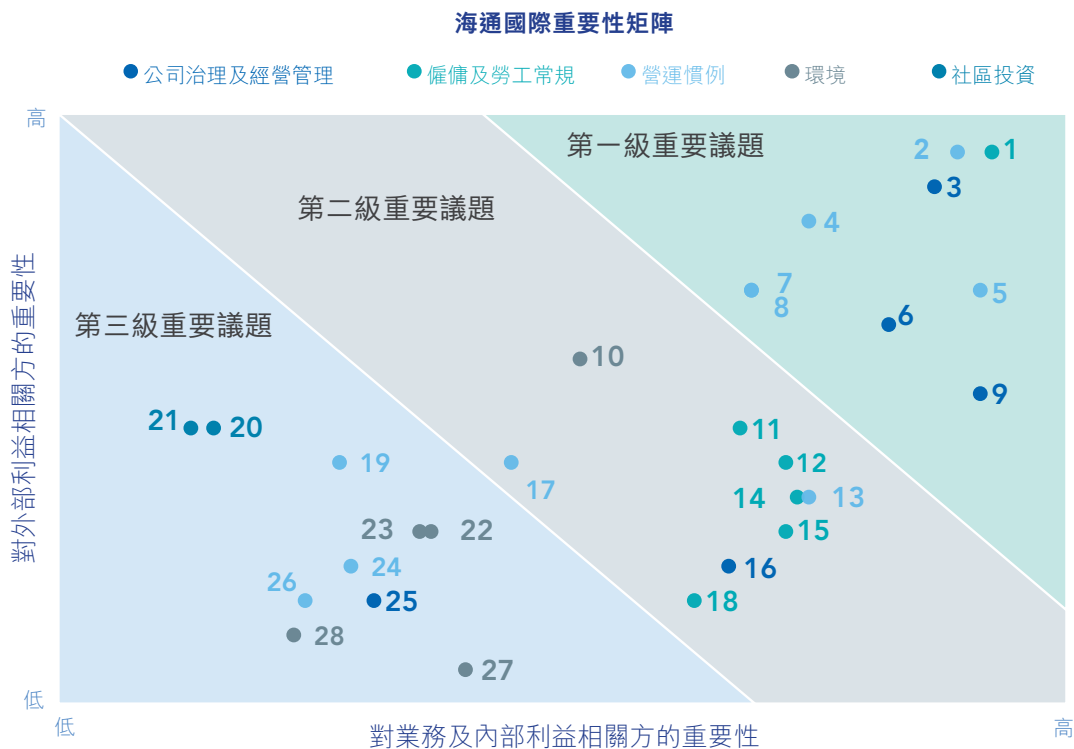 海通國際重要性矩陣
公司治理及經營管理 僱傭及勞工常規 營運慣例 環境 社區投資
高
第一級重要議題
2 1
3
第二級重要議題
4
7
8
5
6
第三級重要議題
10
9
21 20
11
19
12
17
14 13
23 22
15
24
16
26
25
18
28
27
對外部利益相關方的重要性
低
低
高
對業務及內部利益相關方的重要性